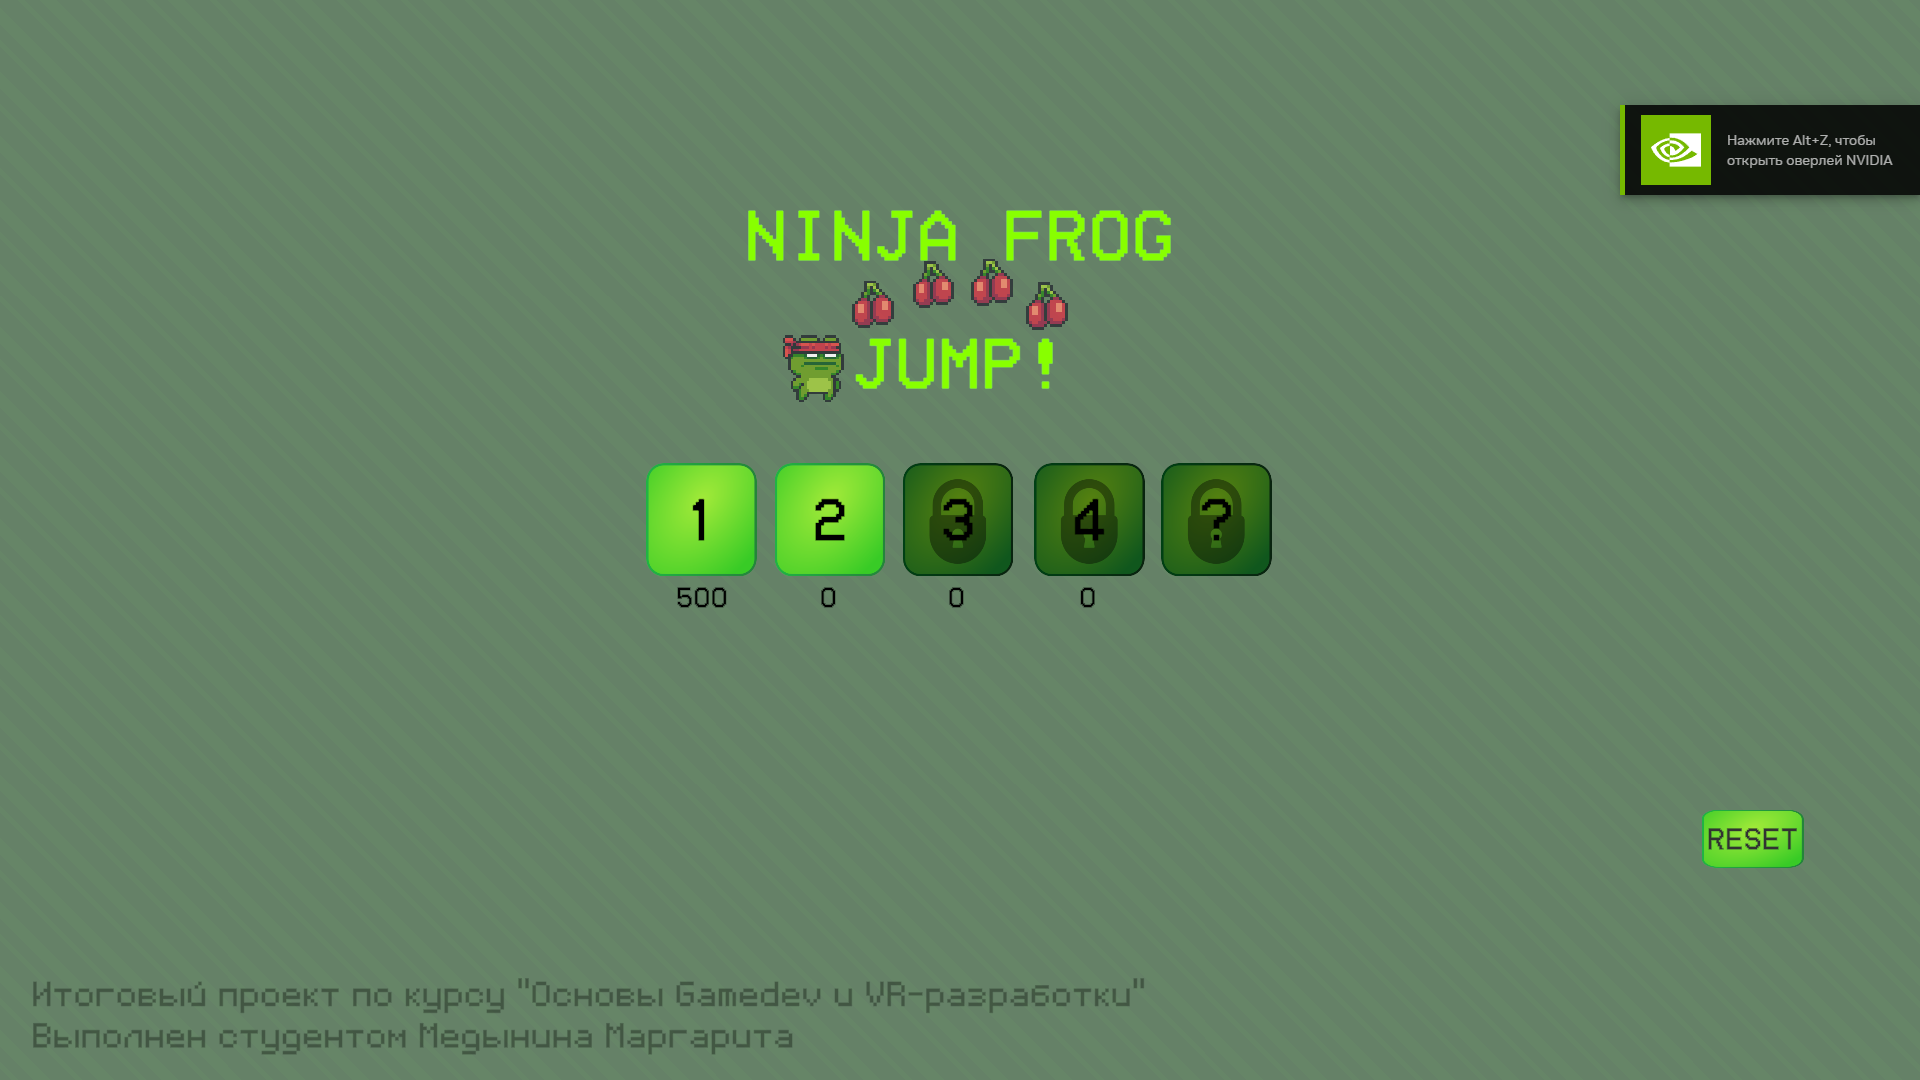 Нажмите Alt+Z, чтобы
открыть оверлей NVIDIA
NINJA FROG
JUMP!
1 2 3 4 ?
500 0 0 0
RESET
Итоговый проект по курсу "Основы Gamedev и VR-разработки"
Выполнен студентом Медынина Маргарита